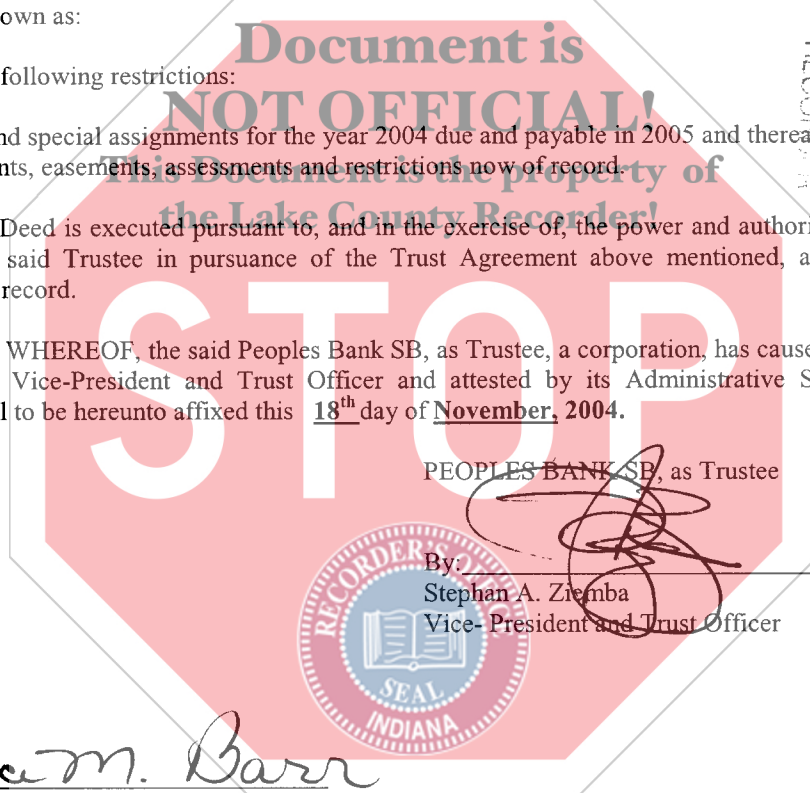 own as:
Document is
following restrictions:
NOT OFFICIAL!
nd special assignments for the year 2004 due and payable in 2005 and therea
nts, easements, assessments and restrictions now of record.
This Document is the property of
the Lake County Recorder!
Deed is executed pursuant to, and in the exercise of, the power and authori
said Trustee in pursuance of the Trust Agreement above mentioned, a
record.
STOP
WHEREOF, the said Peoples Bank SB, as Trustee, a corporation, has cause
Vice-President and Trust Officer and attested by its Administrative S
l to be hereunto affixed this 18th day of November, 2004.
PEOPLES BANK SB, as Trustee
By:
Stephan A. Ziemba
Vice- President and Trust Officer
RECORDER'S OFFICE
SEAL
INDIANA
ce M. Barr